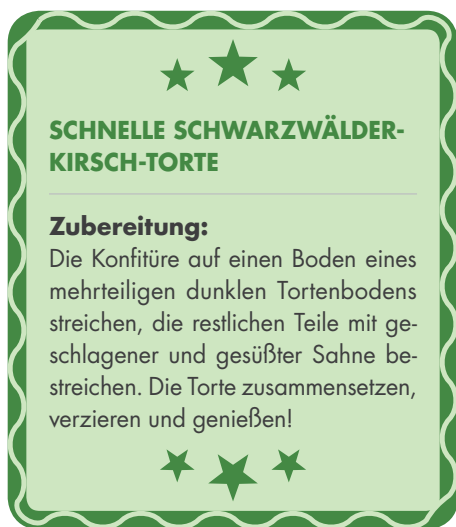 SCHNELLE SCHWARZWÄLDER-
KIRSCH-TORTE
Zubereitung:
Die Konfitüre auf einen Boden eines
mehrteiligen dunklen Tortenbodens
streichen, die restlichen Teile mit ge-
schlagener und gesüßter Sahne be-
streichen. Die Torte zusammensetzen,
verzieren und genießen!